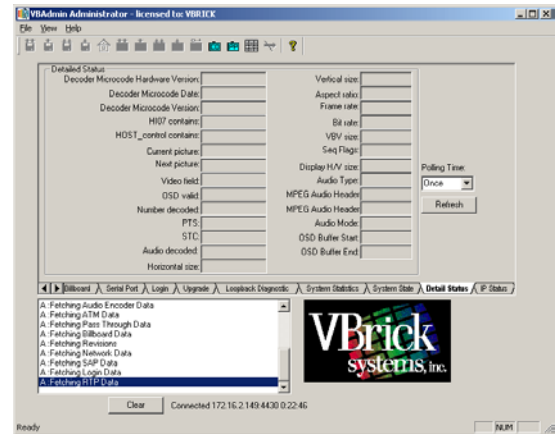 VBAdmin Administrator - licensed to: VBRICK
File View Help
Detailed Status
Decoder Microcode Hardware Version:
Decoder Microcode Date:
Decoder Microcode Version:
HI07 contains:
HOST_control contains:
Current picture:
Next picture:
Video field:
OSD valid:
Number decoded:
PTS:
STC:
Audio decoded:
Horizontal size:
Vertical size:
Aspect ratio:
Frame rate:
Bit rate:
VBV size:
Seq Flags:
Display H/V size:
Audio Type:
MPEG Audio Header
MPEG Audio Header
Audio Mode:
OSD Buffer Start:
OSD Buffer End:
Polling Time:
Once
Refresh
Billboard Serial Port Login Upgrade Loopback Diagnostic System Statistics System State Detail Status IP Status
A :Fetching Audio Encoder Data
A :Fetching ATM Data
A :Fetching Pass Through Data
A :Fetching Billboard Data
A :Fetching Revisions
A :Fetching Network Data
A :Fetching SAP Data
A :Fetching Login Data
A :Fetching RTP Data
VBrick
systems, inc.
Clear Connected 172.16.2.149:4430 0:22:46
Ready NUM